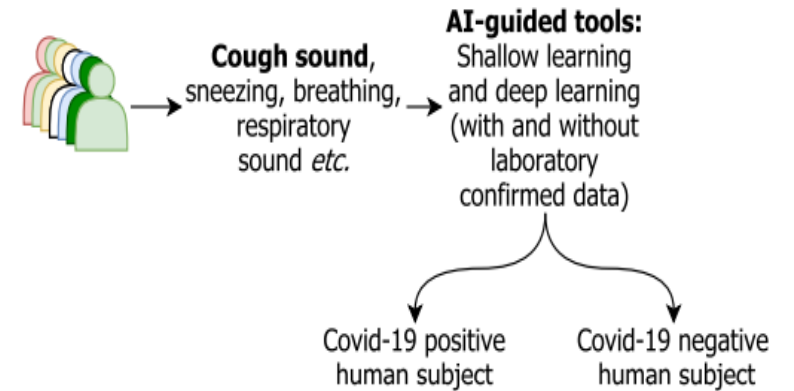 Cough sound,
sneezing, breathing,
respiratory
sound etc.
AI-guided tools:
Shallow learning
and deep learning
(with and without
laboratory
confirmed data)
Covid-19 positive
human subject
Covid-19 negative
human subject